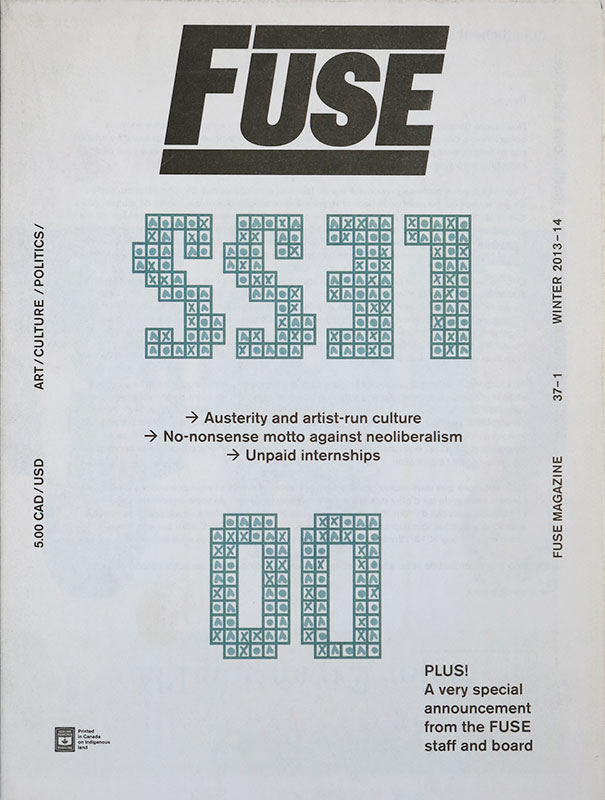 FUSE
LESS
→ Austerity and artist-run culture
→ No-nonsense motto against neoliberalism
→ Unpaid internships
00
ART / CULTURE / POLITICS /
5.00 CAD / USD
WINTER 2013–14
37–1
FUSE MAGAZINE
PLUS!
A very special
announcement
from the FUSE
staff and board
Printed
in Canada
on Indigenous
land